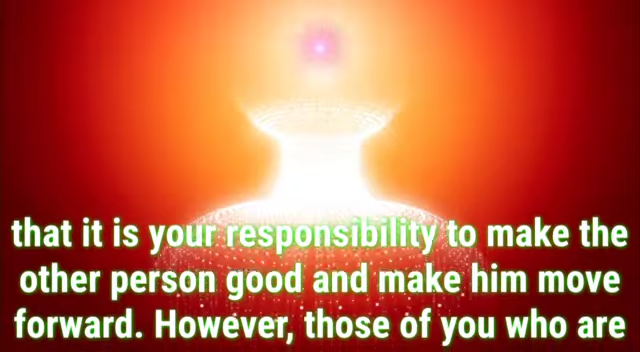 that it is your responsibility to make the
other person good and make him move
forward. However, those of you who are